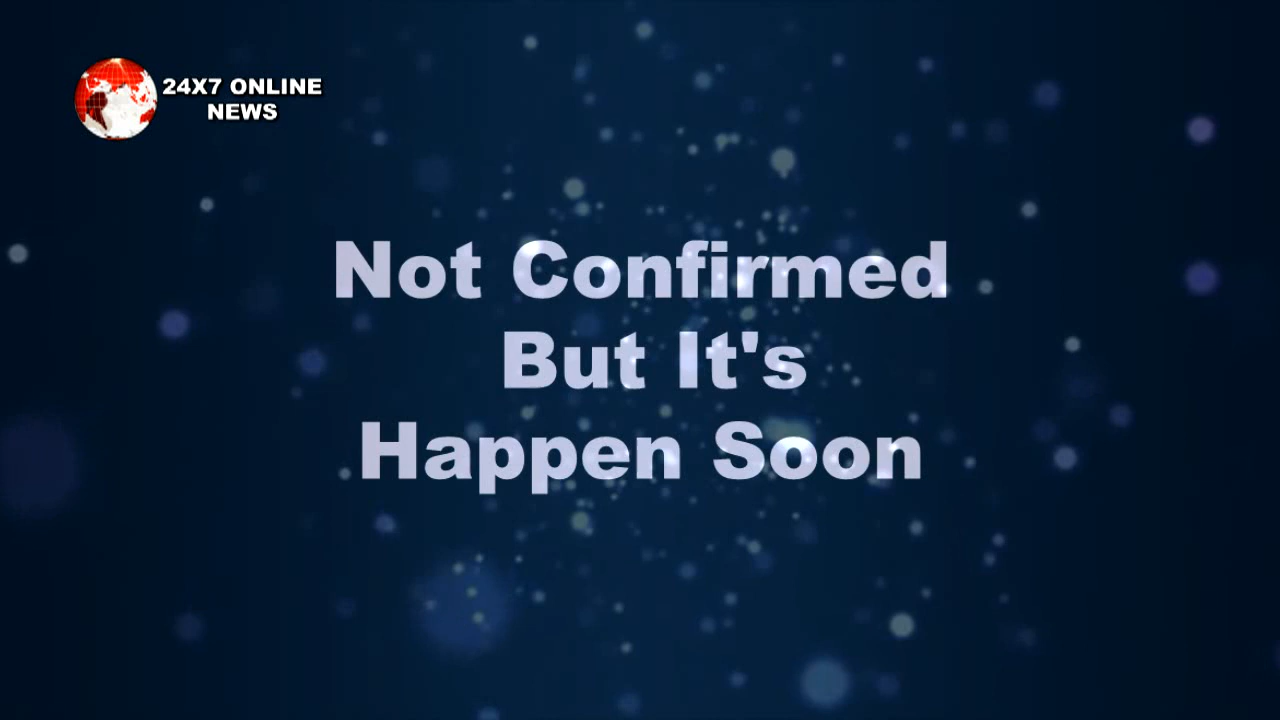 24X7 ONLINE
NEWS
Not Confirmed
But It's
Happen Soon